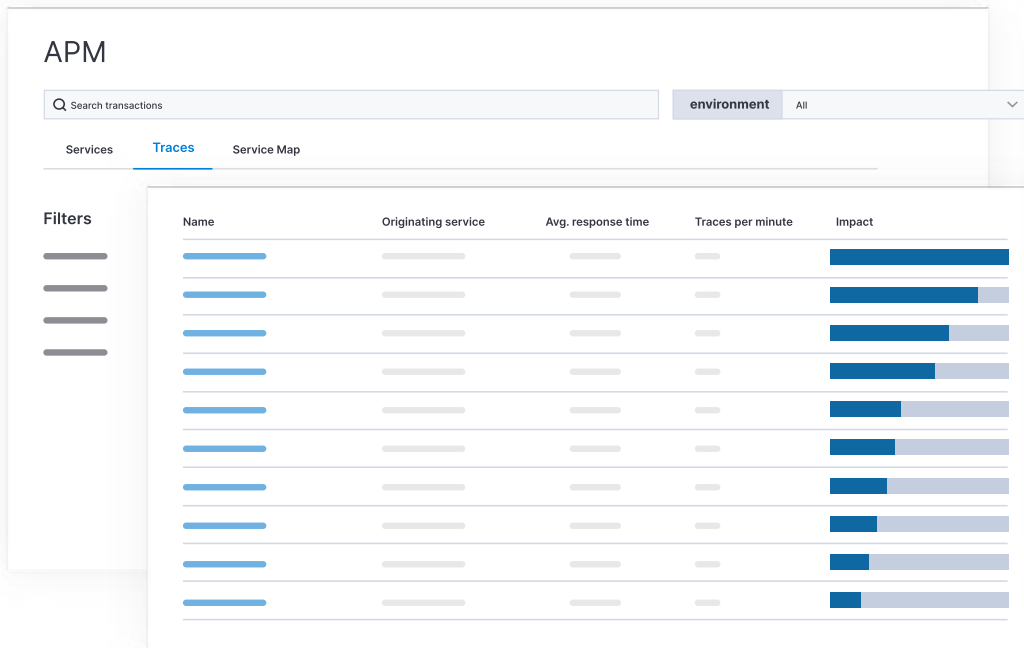 APM
Search transactions
environment All
Services Traces Service Map
Filters
Name Originating service Avg. response time Traces per minute Impact